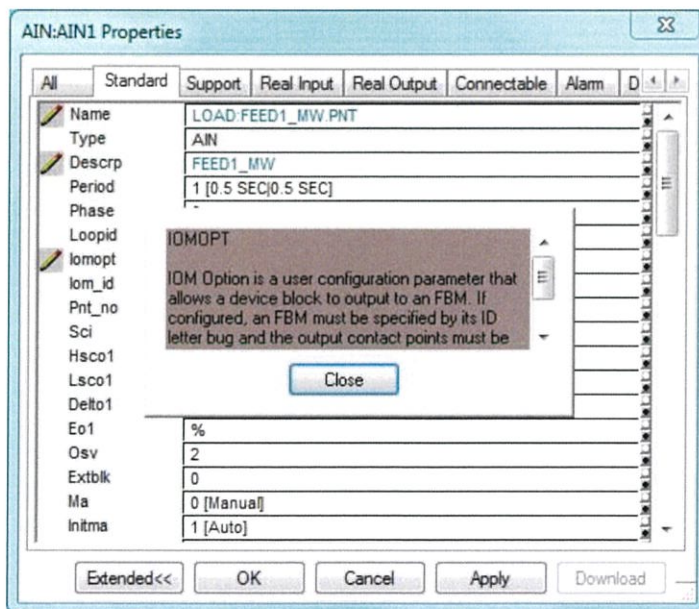 AIN:AIN1 Properties
All Standard Support Real Input Real Output Connectable Alarm D
Name LOAD:FEED1_MW.PNT
Type AIN
Descrp FEED1_MW
Period 1 [0.5 SEC|0.5 SEC]
Phase
Loopid
Iomopt
Iom_id
Pnt_no
Sci
Hsco1
Lsco1
Delto1
IOMOPT
IOM Option is a user configuration parameter that
allows a device block to output to an FBM. If
configured, an FBM must be specified by its ID
letter bug and the output contact points must be
Close
Eo1 %
Osv 2
Extblk 0
Ma 0 [Manual]
Initma 1 [Auto]
Extended<< OK Cancel Apply Download